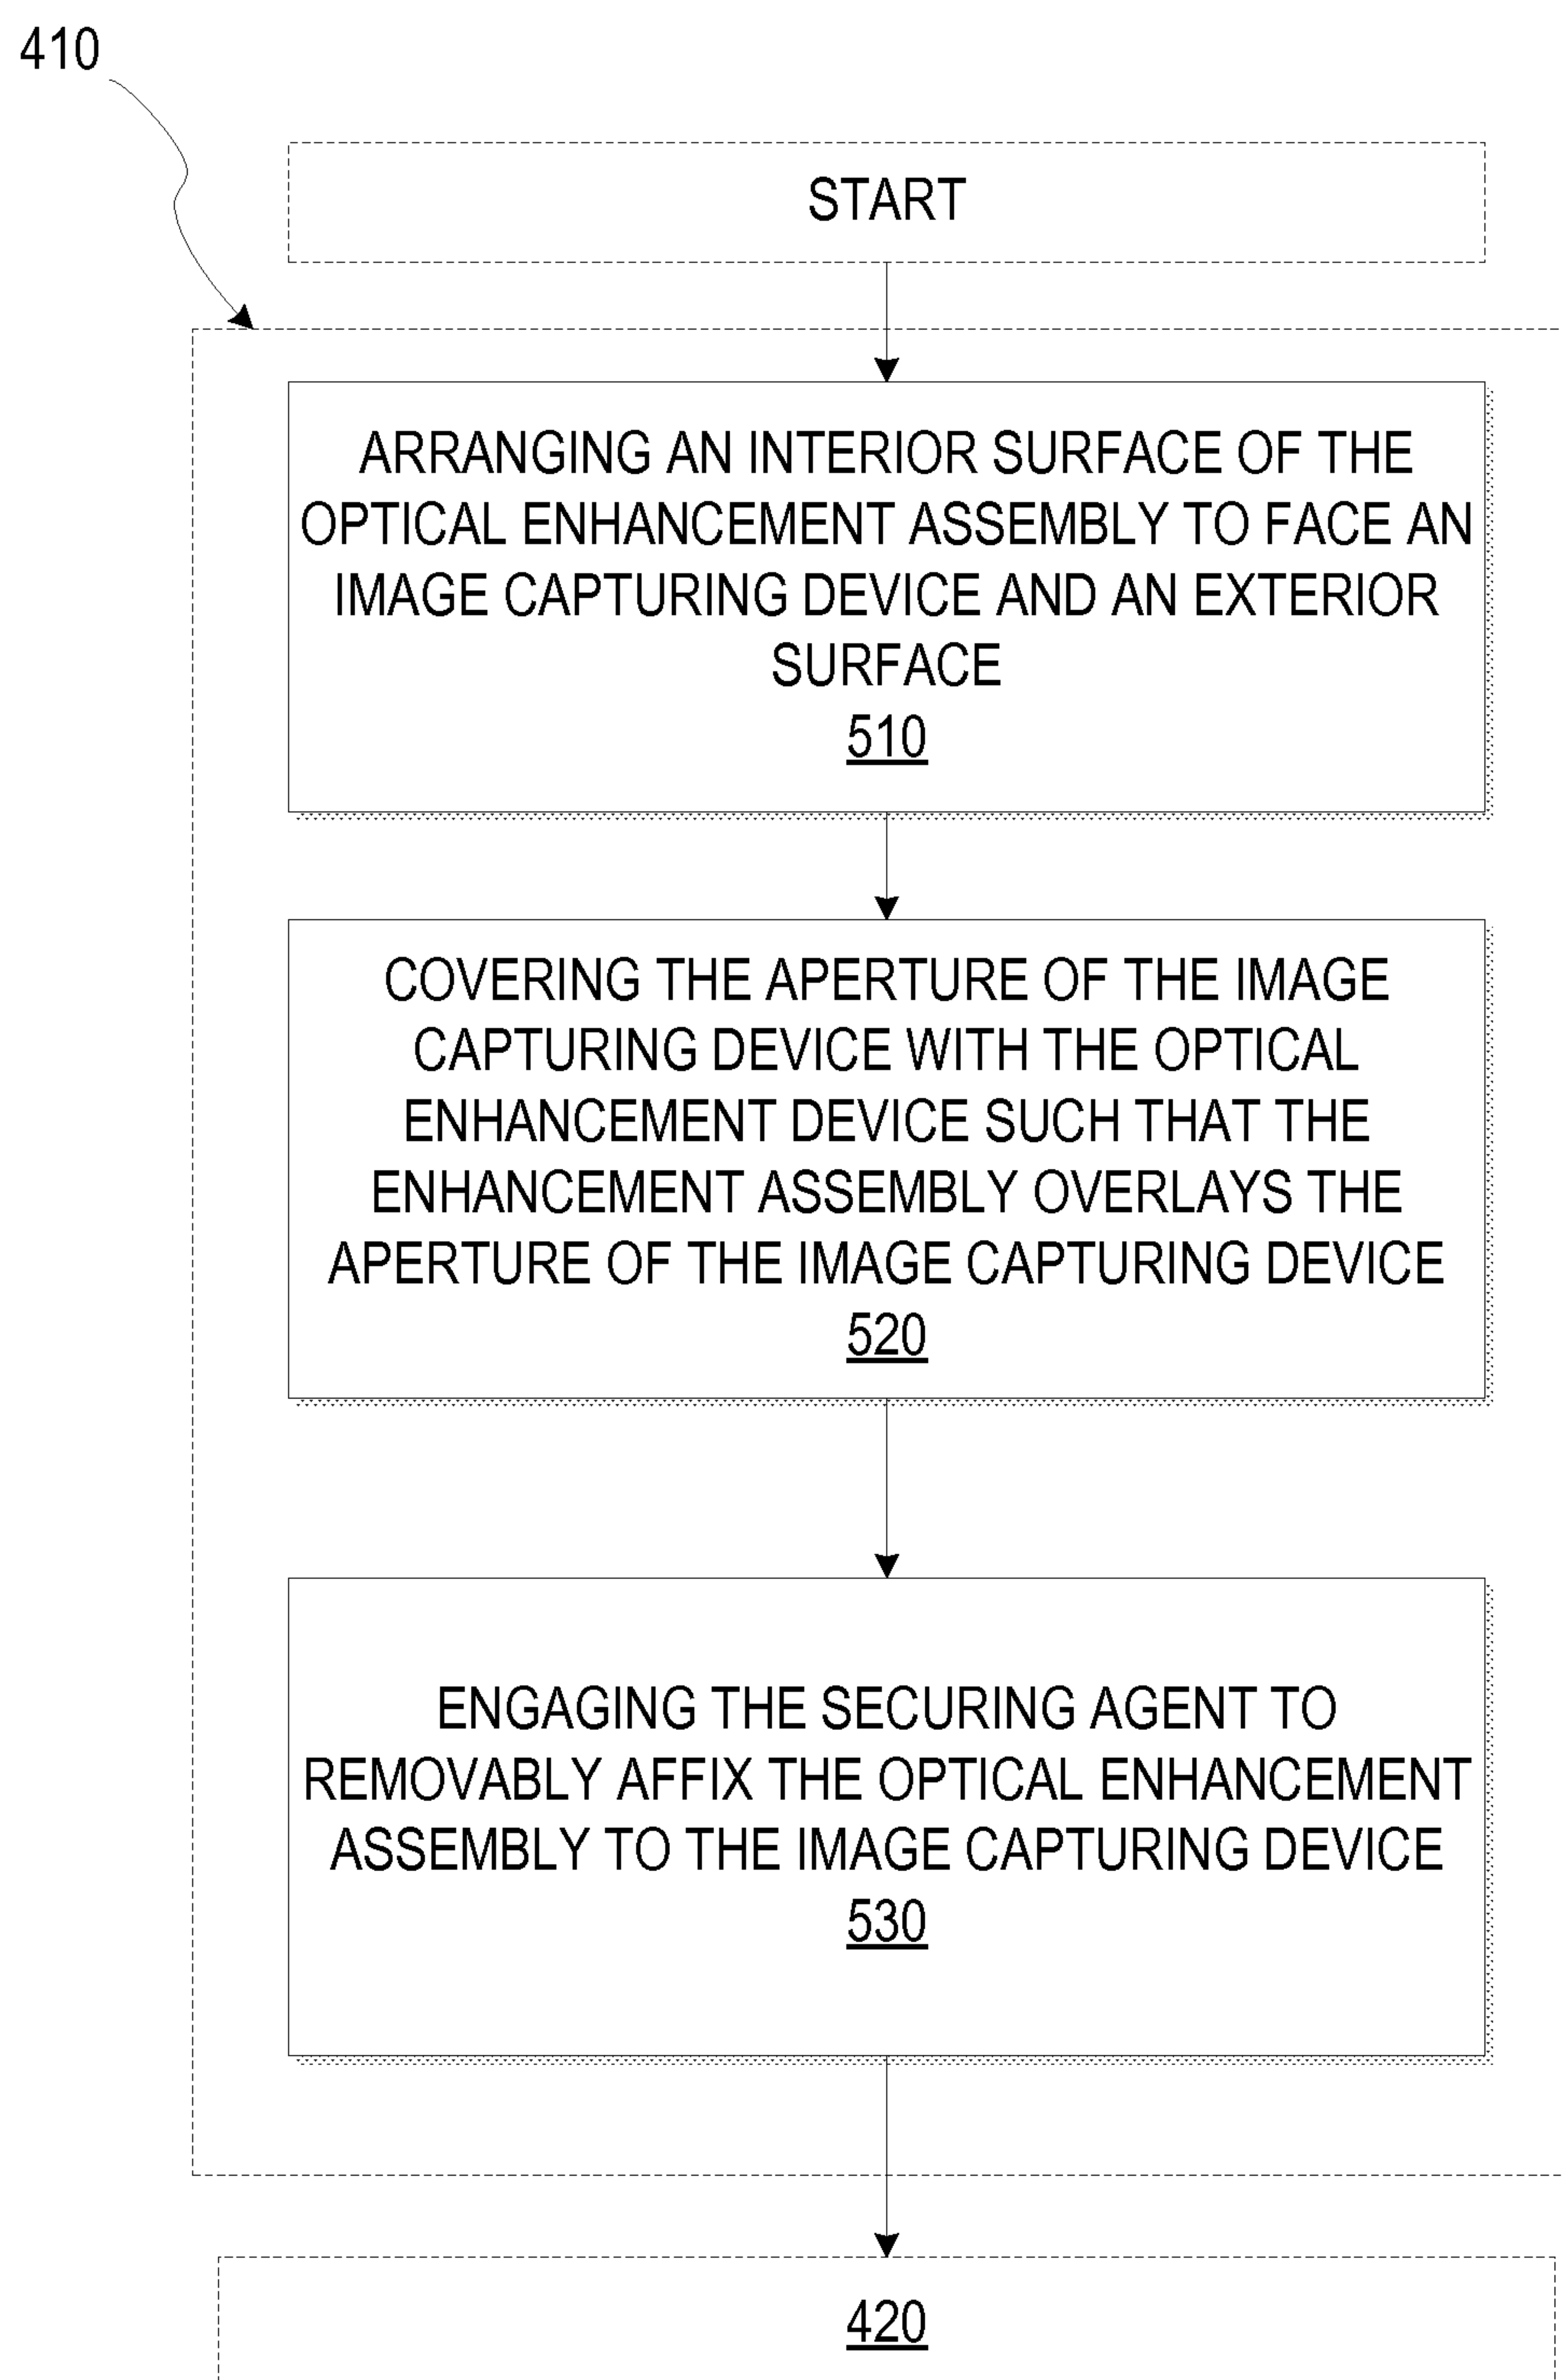 410
START
ARRANGING AN INTERIOR SURFACE OF THE
OPTICAL ENHANCEMENT ASSEMBLY TO FACE AN
IMAGE CAPTURING DEVICE AND AN EXTERIOR
SURFACE
510
COVERING THE APERTURE OF THE IMAGE
CAPTURING DEVICE WITH THE OPTICAL
ENHANCEMENT DEVICE SUCH THAT THE
ENHANCEMENT ASSEMBLY OVERLAYS THE
APERTURE OF THE IMAGE CAPTURING DEVICE
520
ENGAGING THE SECURING AGENT TO
REMOVABLY AFFIX THE OPTICAL ENHANCEMENT
ASSEMBLY TO THE IMAGE CAPTURING DEVICE
530
420